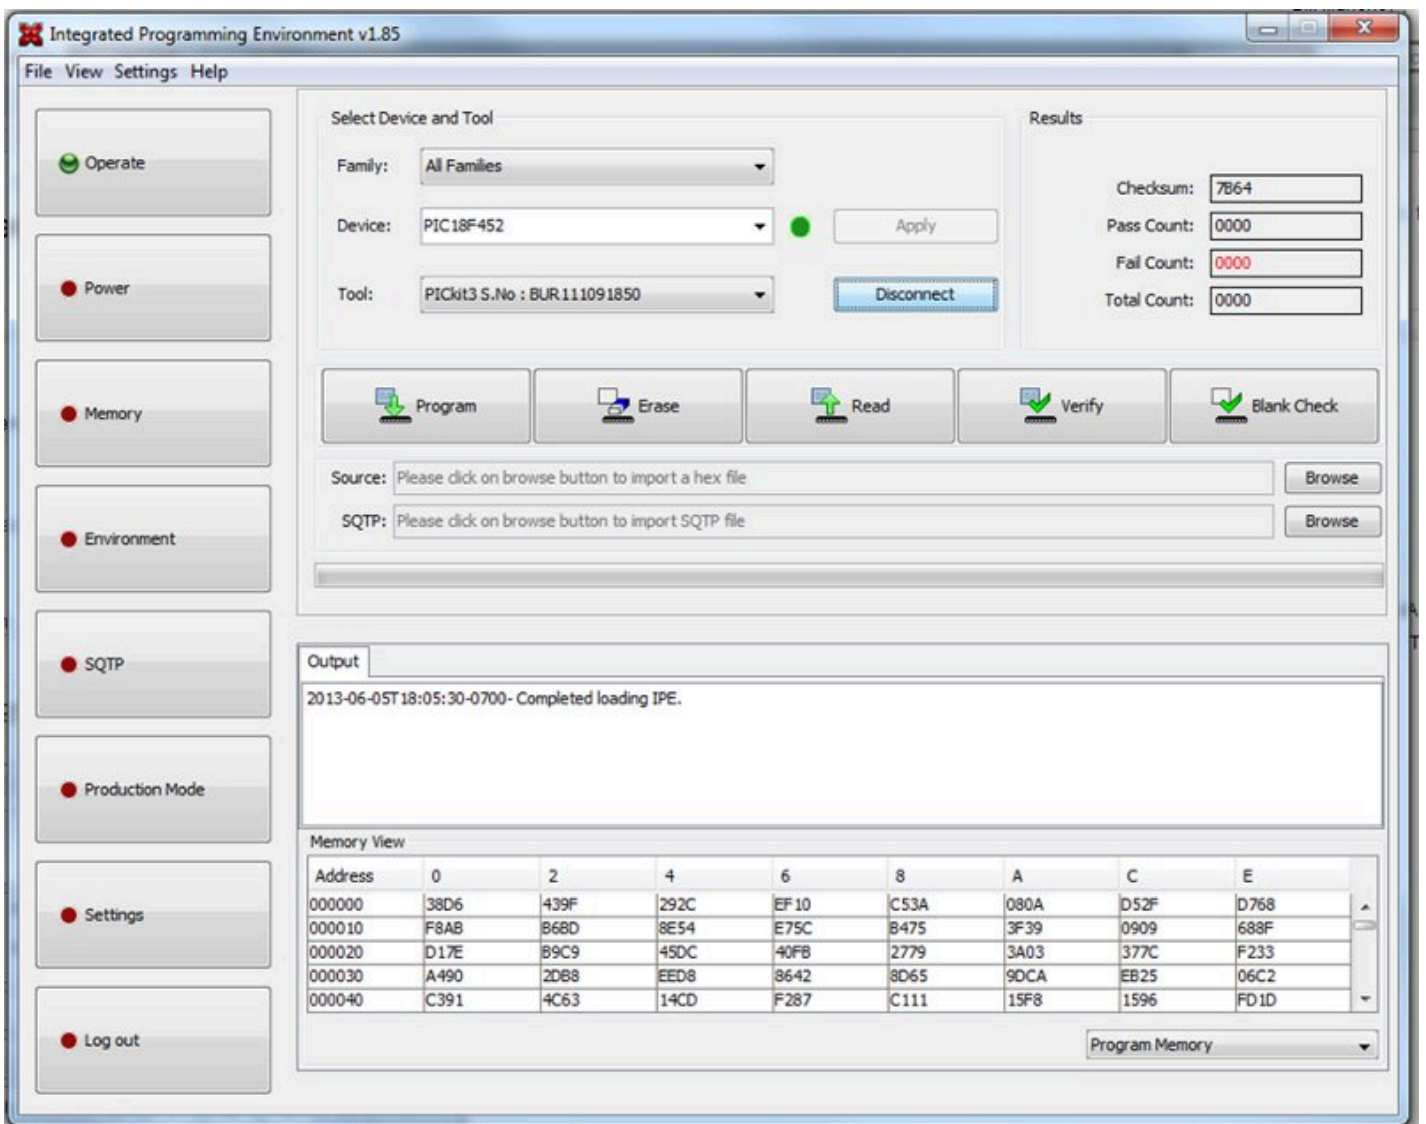 Integrated Programming Environment v1.85
File View Settings Help
Operate
Power
Memory
Environment
SQTP
Production Mode
Settings
Log out
Select Device and Tool
Family: All Families
Device: PIC18F452 Apply
Tool: PICkit3 S.No : BUR111091850 Disconnect
Results
Checksum: 7B64
Pass Count: 0000
Fail Count: 0000
Total Count: 0000
Program Erase Read Verify Blank Check
Source: Please click on browse button to import a hex file Browse
SQTP: Please click on browse button to import SQTP file Browse
Output
2013-06-05T18:05:30-0700- Completed loading IPE.
Memory View
Address 0 2 4 6 8 A C E
000000 38D6 439F 292C EF10 C53A 080A D52F D768
000010 F8AB B6BD 8E54 E75C B475 3F39 0909 688F
000020 D17E B9C9 45DC 40FB 2779 3A03 377C F233
000030 A490 2DB8 EED8 8642 8D65 9DCA EB25 06C2
000040 C391 4C63 14CD F287 C111 15F8 1596 FD1D
Program Memory